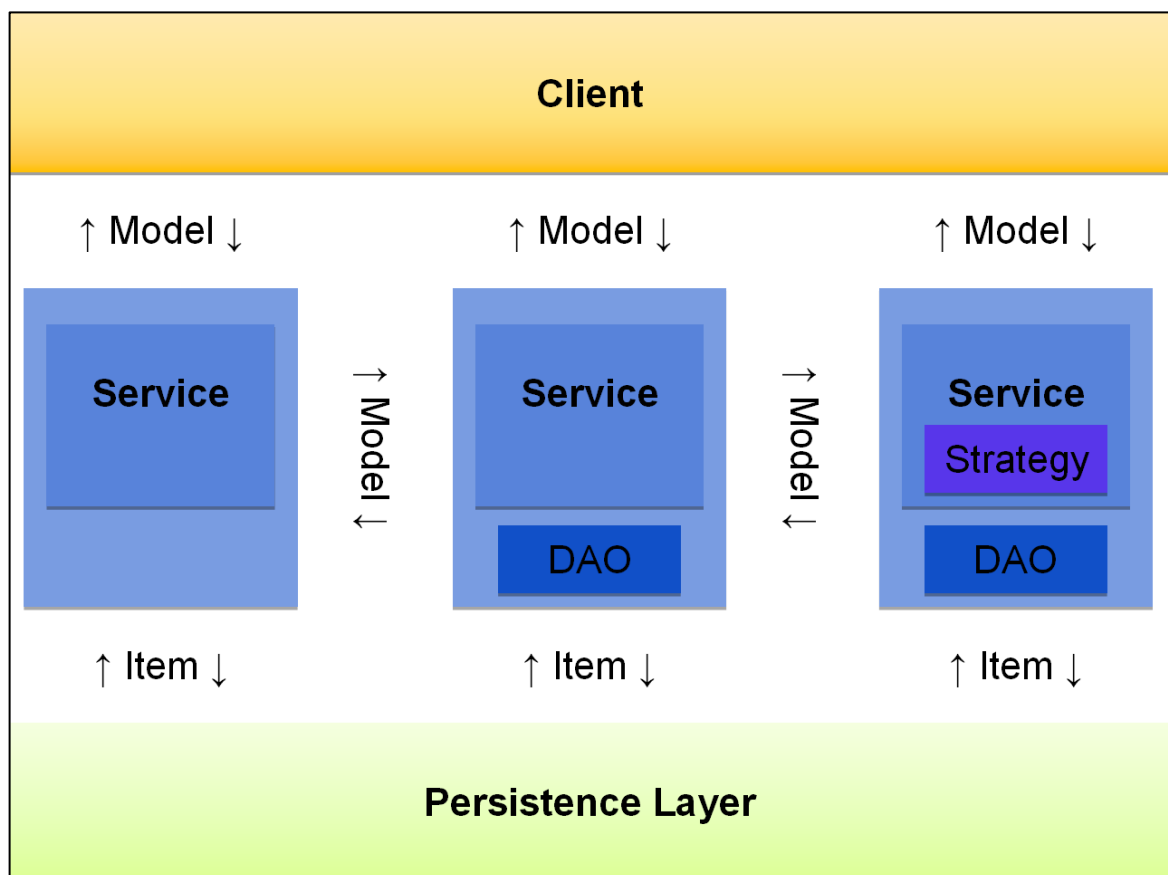 Client
↑ Model ↓
↑ Model ↓
↑ Model ↓
Service
→ Model ←
Service
DAO
→ Model ←
Service
Strategy
DAO
↑ Item ↓
↑ Item ↓
↑ Item ↓
Persistence Layer